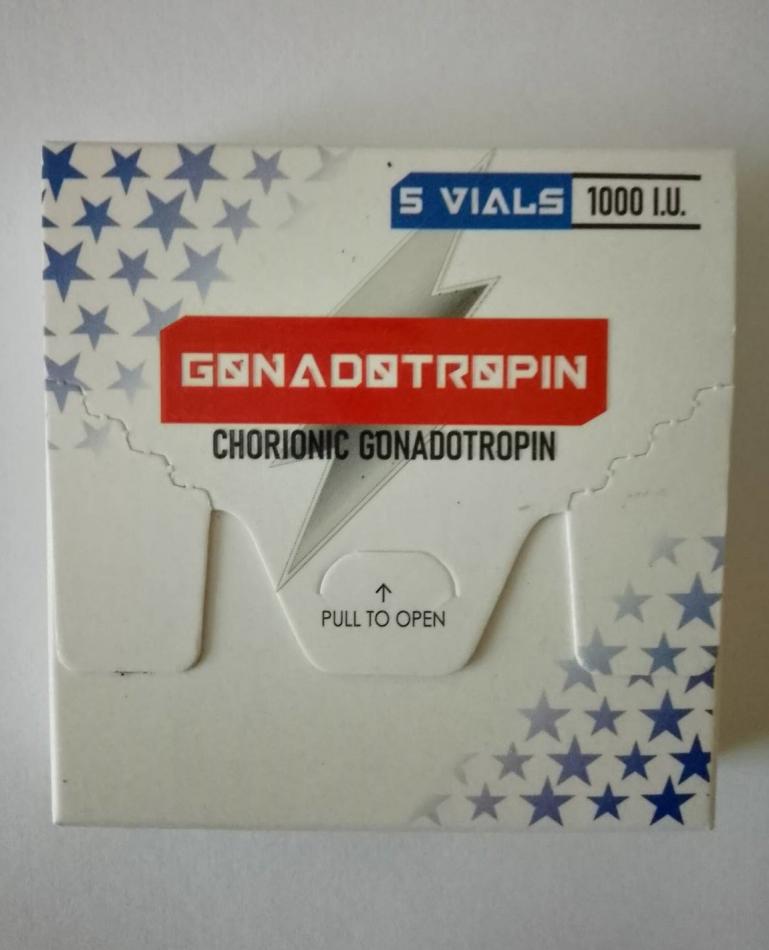 5 VIALS 1000 I.U.
GONADOTROPIN
CHORIONIC GONADOTROPIN
↑
PULL TO OPEN